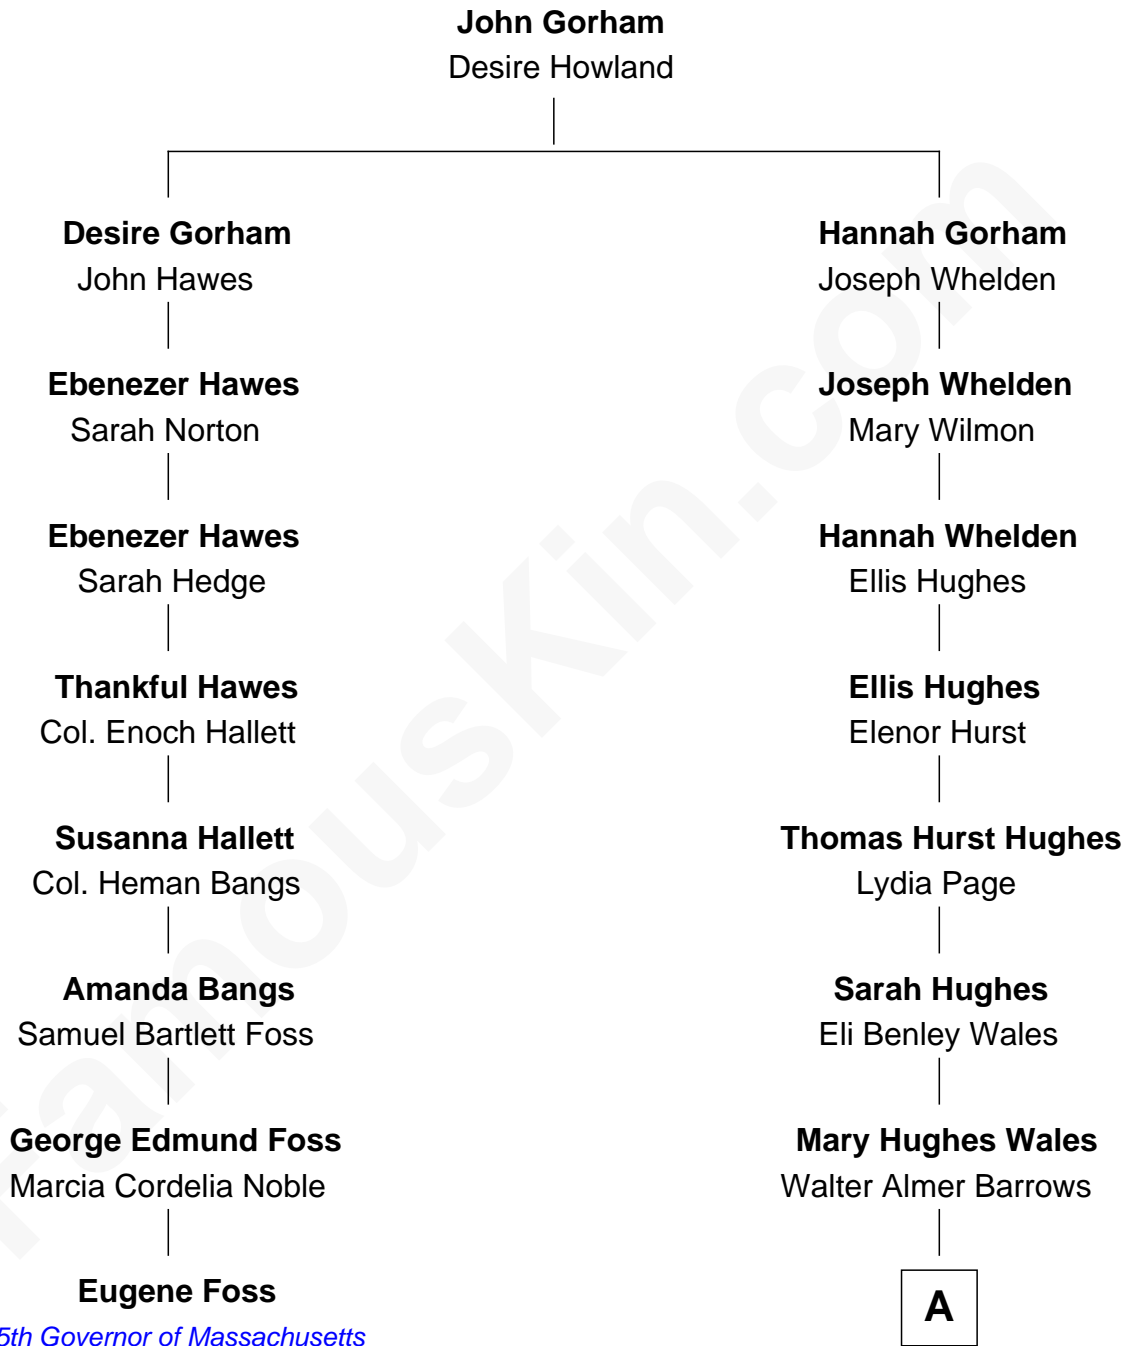 John Gorham
Desire Howland
Desire Gorham
John Hawes
Hannah Gorham
Joseph Whelden
Ebenezer Hawes
Sarah Norton
Joseph Whelden
Mary Wilmon
Ebenezer Hawes
Sarah Hedge
Hannah Whelden
Ellis Hughes
Thankful Hawes
Col. Enoch Hallett
Ellis Hughes
Elenor Hurst
Susanna Hallett
Col. Heman Bangs
Thomas Hurst Hughes
Lydia Page
Amanda Bangs
Samuel Bartlett Foss
Sarah Hughes
Eli Benley Wales
George Edmund Foss
Marcia Cordelia Noble
Mary Hughes Wales
Walter Almer Barrows
Eugene Foss
5th Governor of Massachusetts
A
FamousKin.com